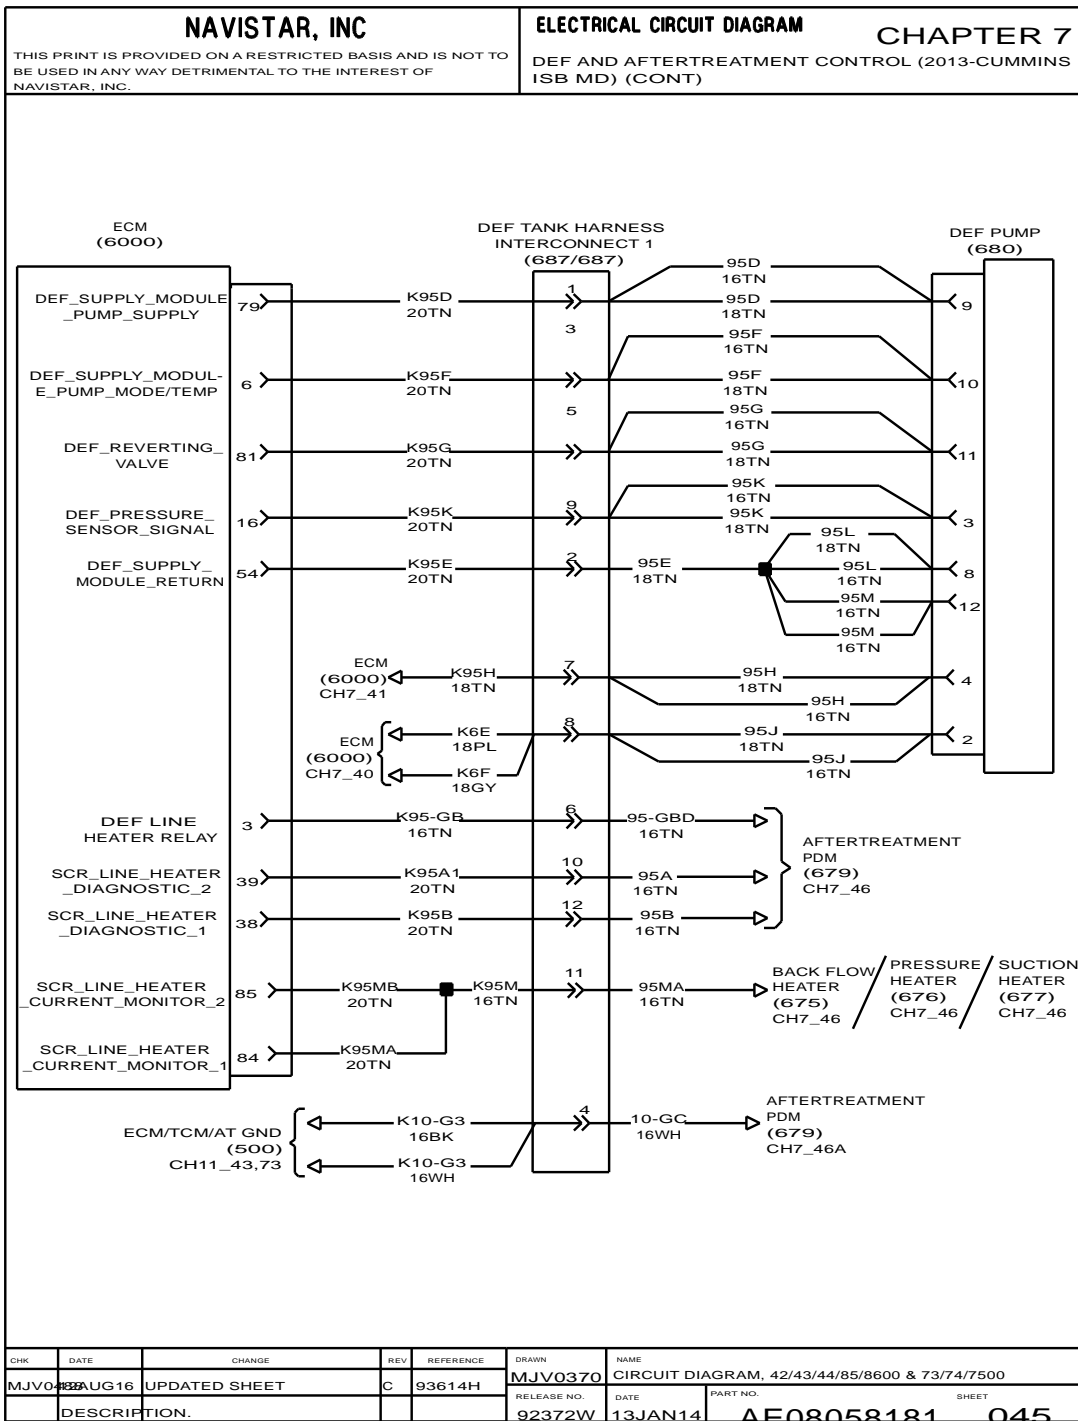 NAVISTAR, INC
THIS PRINT IS PROVIDED ON A RESTRICTED BASIS AND IS NOT TO
BE USED IN ANY WAY DETRIMENTAL TO THE INTEREST OF
NAVISTAR, INC.
ELECTRICAL CIRCUIT DIAGRAM
CHAPTER 7
DEF AND AFTERTREATMENT CONTROL (2013-CUMMINS
ISB MD) (CONT)
ECM
(6000)
DEF TANK HARNESS
INTERCONNECT 1
(687/687)
DEF PUMP
(680)
DEF_SUPPLY_MODULE
_PUMP_SUPPLY
79
K95D
20TN
1
3
95D
16TN
95D
18TN
9
DEF_SUPPLY_MODUL-
E_PUMP_MODE/TEMP
6
K95F
20TN
5
95F
16TN
95F
18TN
10
DEF_REVERTING_
VALVE
81
K95G
20TN
95G
16TN
95G
18TN
11
DEF_PRESSURE_
SENSOR_SIGNAL
16
K95K
20TN
9
95K
16TN
95K
18TN
3
DEF_SUPPLY_
MODULE_RETURN
54
K95E
20TN
2
95E
18TN
95L
18TN
95L
16TN
8
95M
16TN
12
95M
16TN
ECM
(6000)
CH7_41
K95H
18TN
7
95H
18TN
95H
16TN
4
ECM
(6000)
CH7_40
K6E
18PL
K6F
18GY
8
95J
18TN
95J
16TN
2
DEF LINE
HEATER RELAY
3
K95-GB
16TN
6
95-GBD
16TN
SCR_LINE_HEATER
_DIAGNOSTIC_2
39
K95A1
20TN
10
95A
16TN
SCR_LINE_HEATER
_DIAGNOSTIC_1
38
K95B
20TN
12
95B
16TN
AFTERTREATMENT
PDM
(679)
CH7_46
SCR_LINE_HEATER
_CURRENT_MONITOR_2
85
K95MB
20TN
K95M
16TN
11
95MA
16TN
BACK FLOW
HEATER
(675)
CH7_46
PRESSURE
HEATER
(676)
CH7_46
SUCTION
HEATER
(677)
CH7_46
SCR_LINE_HEATER
_CURRENT_MONITOR_1
84
K95MA
20TN
ECM/TCM/AT GND
(500)
CH11_43,73
K10-G3
16BK
K10-G3
16WH
4
10-GC
16WH
AFTERTREATMENT
PDM
(679)
CH7_46A
CHK DATE CHANGE REV REFERENCE
UPDATED SHEET C 93614H
DESCRIPTION.
DRAWN
MJV0370
NAME
CIRCUIT DIAGRAM, 42/43/44/85/8600 & 73/74/7500
RELEASE NO.
92372W
DATE
13JAN14
PART NO.
AE08058181
SHEET
045